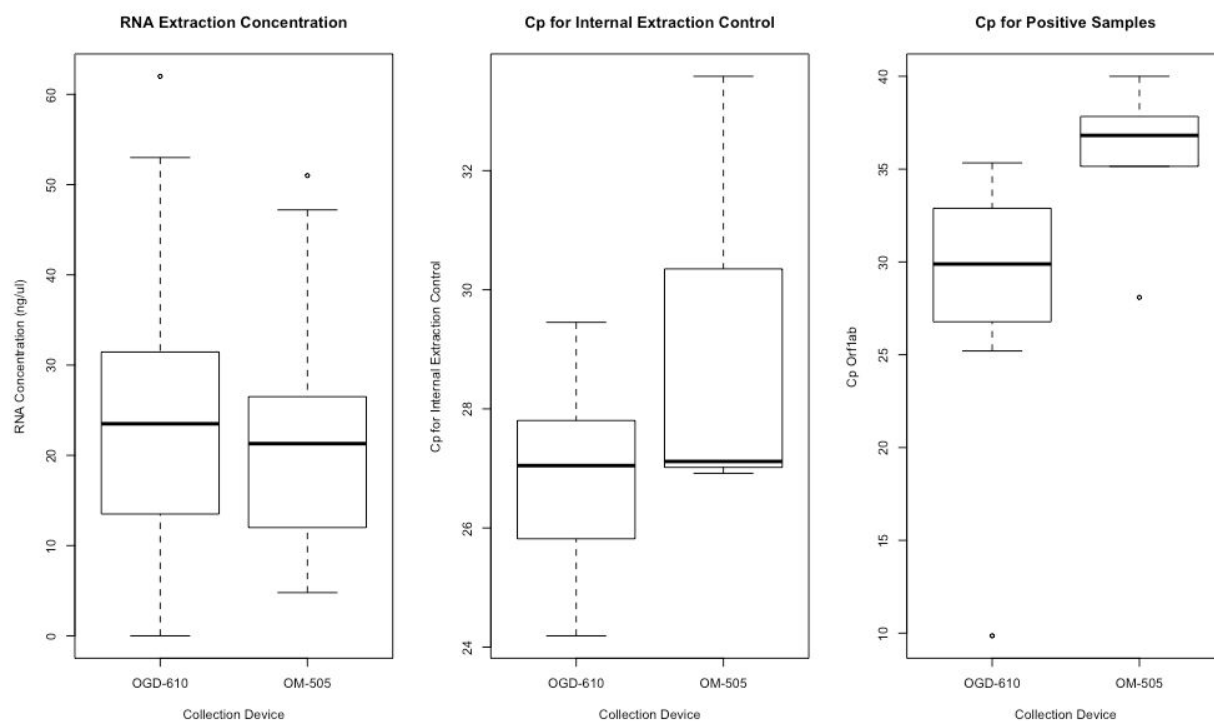 RNA Extraction Concentration
RNA Concentration (ng/ul)
60
50
40
30
20
10
0
OGD-610 OM-505
Collection Device
Cp for Internal Extraction Control
Cp for Internal Extraction Control
32
30
28
26
24
OGD-610 OM-505
Collection Device
Cp for Positive Samples
Cp Orf1ab
40
35
30
25
20
15
10
OGD-610 OM-505
Collection Device